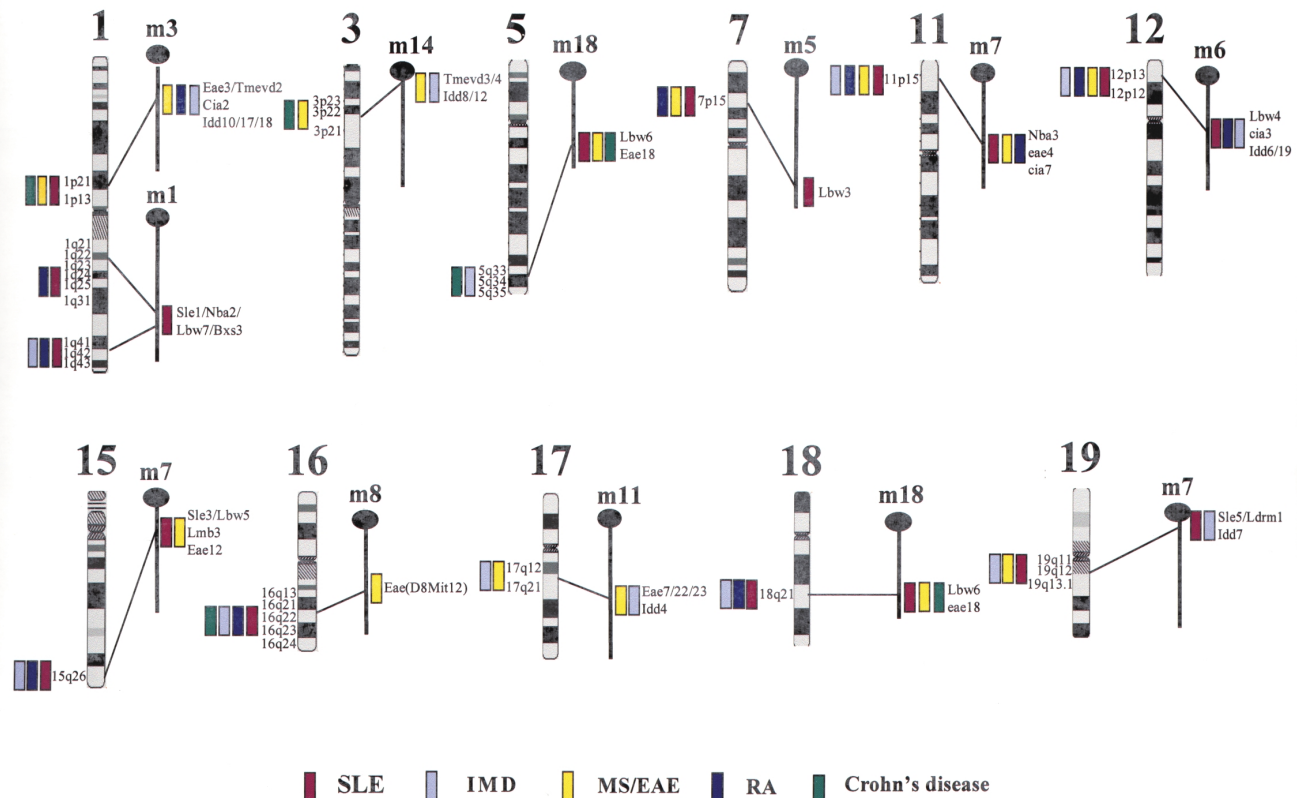 1
m3
Eae3/Tmevd2
Cia2
Idd10/17/18
1p21
1p13
m1
1q21
1q22
1q23
1q24
1q25
1q31
Sle1/Nba2/
Lbw7/Bxs3
1q41
1q42
1q43
3
m14
Tmevd3/4
Idd8/12
3p23
3p22
3p21
5
m18
Lbw6
Eae18
5q33
5q34
5q35
7
m5
7p15
Lbw3
11
m7
11p15
Nba3
eae4
cia7
12
m6
12p13
12p12
Lbw4
cia3
Idd6/19
15
m7
Sle3/Lbw5
Lmb3
Eae12
15q26
16
m8
Eae(D8Mit12)
16q13
16q21
16q22
16q23
16q24
17
m11
17q12
17q21
Eae7/22/23
Idd4
18
m18
18q21
Lbw6
eae18
19
m7
Sle5/Ldrm1
Idd7
19q11
19q12
19q13.1
SLE IMD MS/EAE RA Crohn's disease